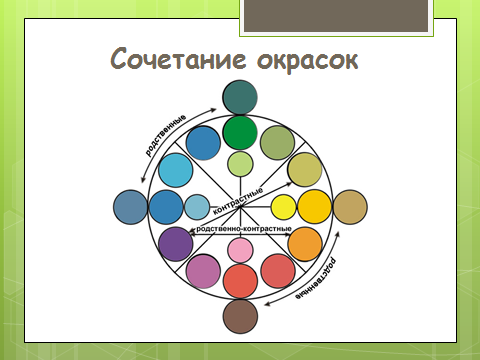 Сочетание окрасок
родственные
контрастные
родственно-контрастные
родственные